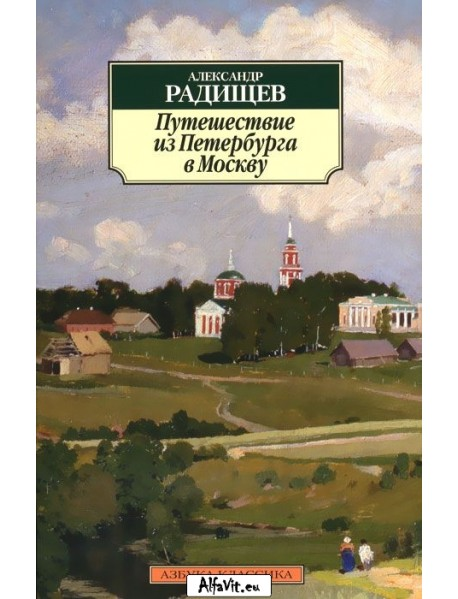 АЛЕКСАНДР
РАДИЩЕВ
Путешествие
из Петербурга
в Москву
АЗБУКА-КЛАССИКА
AlfaVit.eu